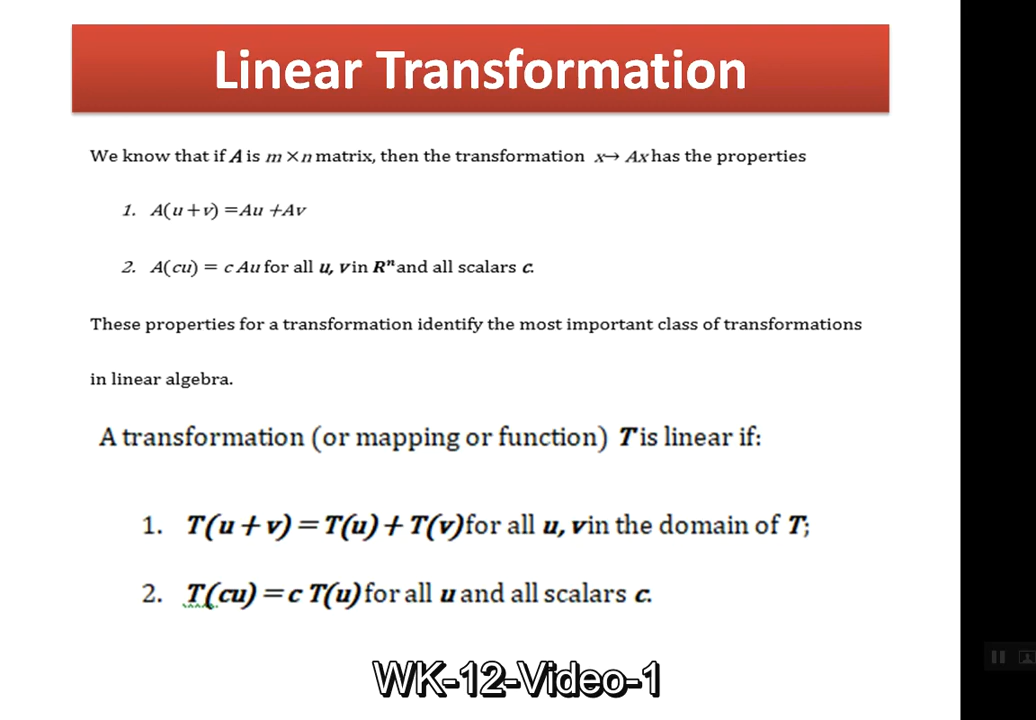 Linear Transformation
We know that if A is m × n matrix, then the transformation x→ Ax has the properties
1. A(u + v) = Au + Av
2. A(cu) = c Au for all u, v in Rⁿ and all scalars c.
These properties for a transformation identify the most important class of transformations
in linear algebra.
A transformation (or mapping or function) T is linear if:
1. T(u + v) = T(u) + T(v) for all u, v in the domain of T;
2. T(cu) = c T(u) for all u and all scalars c.
WK-12-Video-1